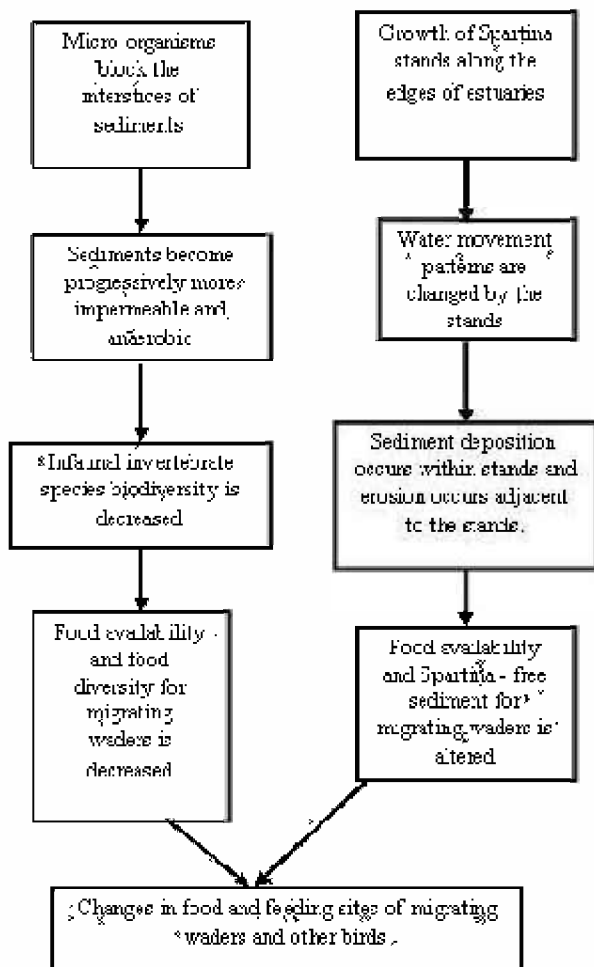 Micro organisms
block the
interstices of
sediments
Sediments become
progressively more
impermeable and
anaerobic
Infaunal invertebrate
species biodiversity is
decreased
Food availability
and food
diversity for
migrating
waders is
decreased
Growth of Spartina
stands along the
edges of estuaries
Water movement
patterns are
changed by the
stands
Sediment deposition
occurs within stands and
erosion occurs adjacent
to the stands.
Food availability
and Spartina - free
sediment for
migrating waders is
altered
Changes in food and feeding sites of migrating
waders and other birds.